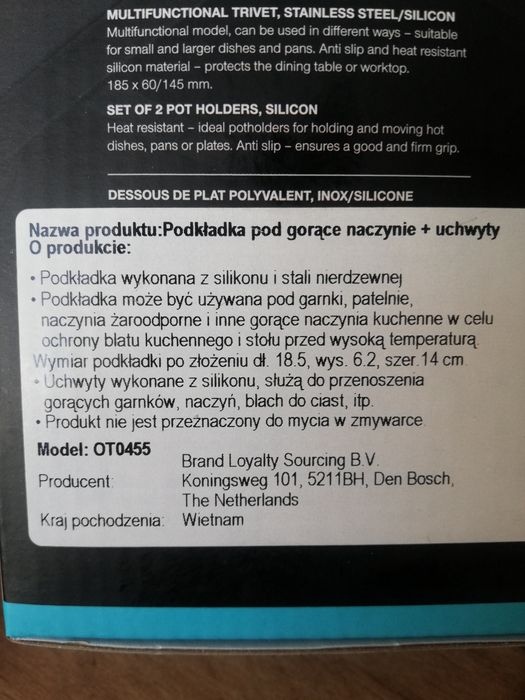 MULTIFUNCTIONAL TRIVET, STAINLESS STEEL/SILICON
Multifunctional model, can be used in different ways – suitable
for small and larger dishes and pans. Anti slip and heat resistant
silicon material – protects the dining table or worktop.
185 x 60/145 mm.
SET OF 2 POT HOLDERS, SILICON
Heat resistant – ideal potholders for holding and moving hot
dishes, pans or plates. Anti slip – ensures a good and firm grip.
DESSOUS DE PLAT POLYVALENT, INOX/SILICONE
Nazwa produktu:Podkładka pod gorące naczynie + uchwyty
O produkcie:
• Podkładka wykonana z silikonu i stali nierdzewnej
• Podkładka może być używana pod garnki, patelnie,
naczynia żaroodporne i inne gorące naczynia kuchenne w celu
ochrony blatu kuchennego i stołu przed wysoką temperaturą.
Wymiar podkładki po złożeniu dł. 18.5, wys. 6.2, szer.14 cm.
• Uchwyty wykonane z silikonu, służą do przenoszenia
gorących garnków, naczyń, blach do ciast, itp.
• Produkt nie jest przeznaczony do mycia w zmywarce.
Model: OT0455
Brand Loyalty Sourcing B.V.
Producent: Koningsweg 101, 5211BH, Den Bosch,
The Netherlands
Kraj pochodzenia: Wietnam